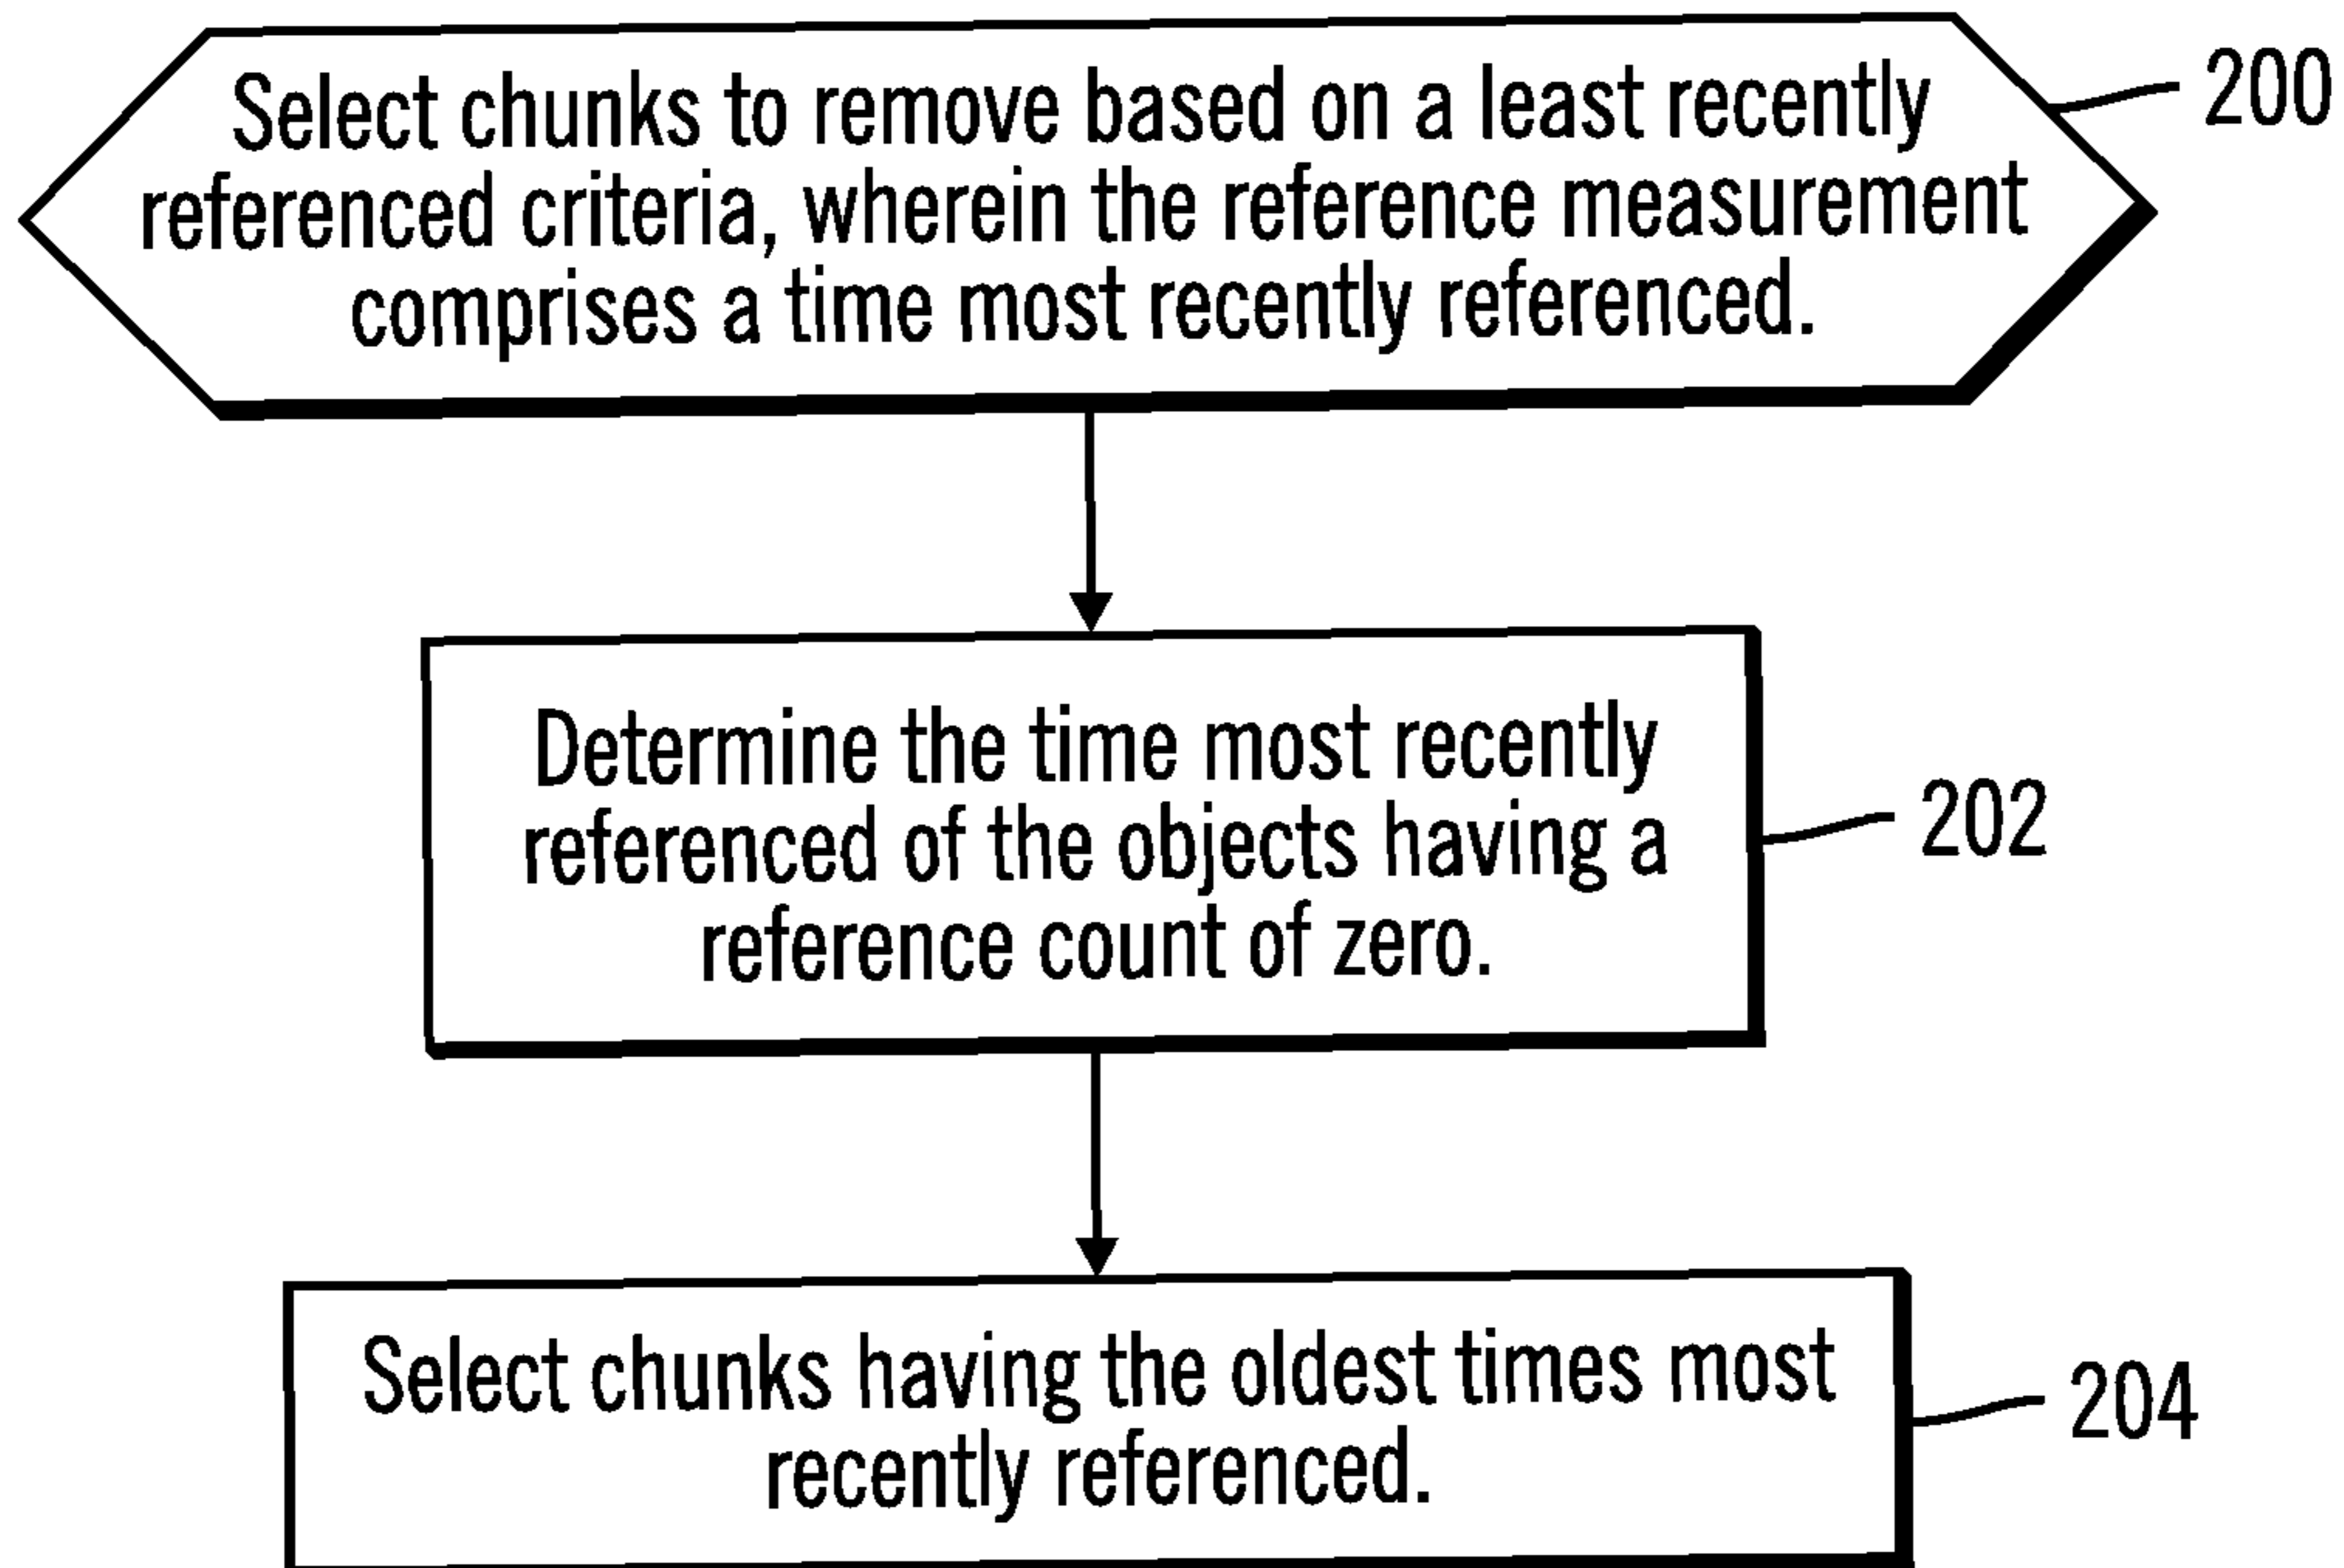 Select chunks to remove based on a least recently
referenced criteria, wherein the reference measurement
comprises a time most recently referenced.
200
Determine the time most recently
referenced of the objects having a
reference count of zero.
202
Select chunks having the oldest times most
recently referenced.
204